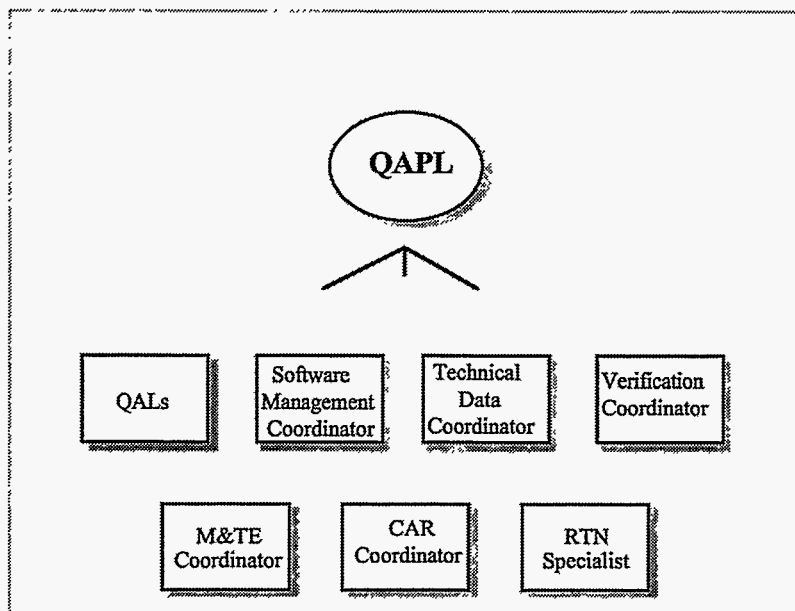 QAPL
QALs
Software
Management
Coordinator
Technical
Data
Coordinator
Verification
Coordinator
M&TE
Coordinator
CAR
Coordinator
RTN
Specialist